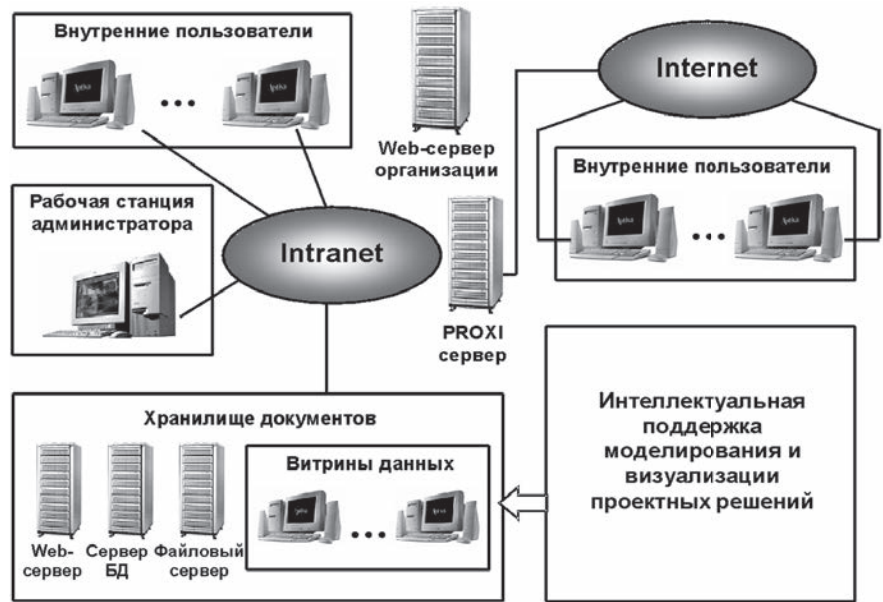 Внутренние пользователи
Web-сервер
организации
Internet
Внутренние пользователи
Рабочая станция
администратора
Intranet
PROXI
сервер
Хранилище документов
Витрины данных
Web-
сервер
Сервер
БД
Файловый
сервер
Интеллектуальная
поддержка
моделирования и
визуализации
проектных решений